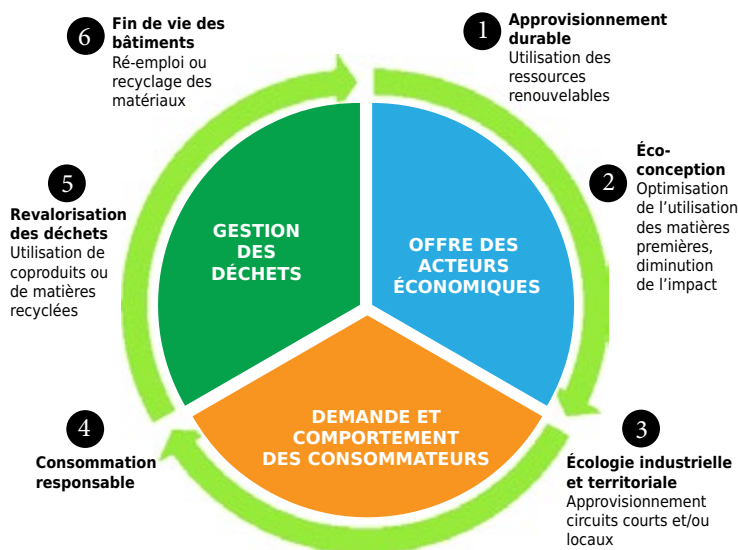 1
Approvisionnement
durable
Utilisation des
ressources
renouvelables
2
Éco-
conception
Optimisation
de l’utilisation
des matières
premières,
diminution
de l’impact
3
Écologie industrielle
et territoriale
Approvisionnement
circuits courts et/ou
locaux
4
Consommation
responsable
5
Revalorisation
des déchets
Utilisation de
coproduits ou
de matières
recyclées
6
Fin de vie des
bâtiments
Ré-emploi ou
recyclage des
matériaux
GESTION
DES
DÉCHETS
OFFRE DES
ACTEURS
ÉCONOMIQUES
DEMANDE ET
COMPORTEMENT
DES CONSOMMATEURS